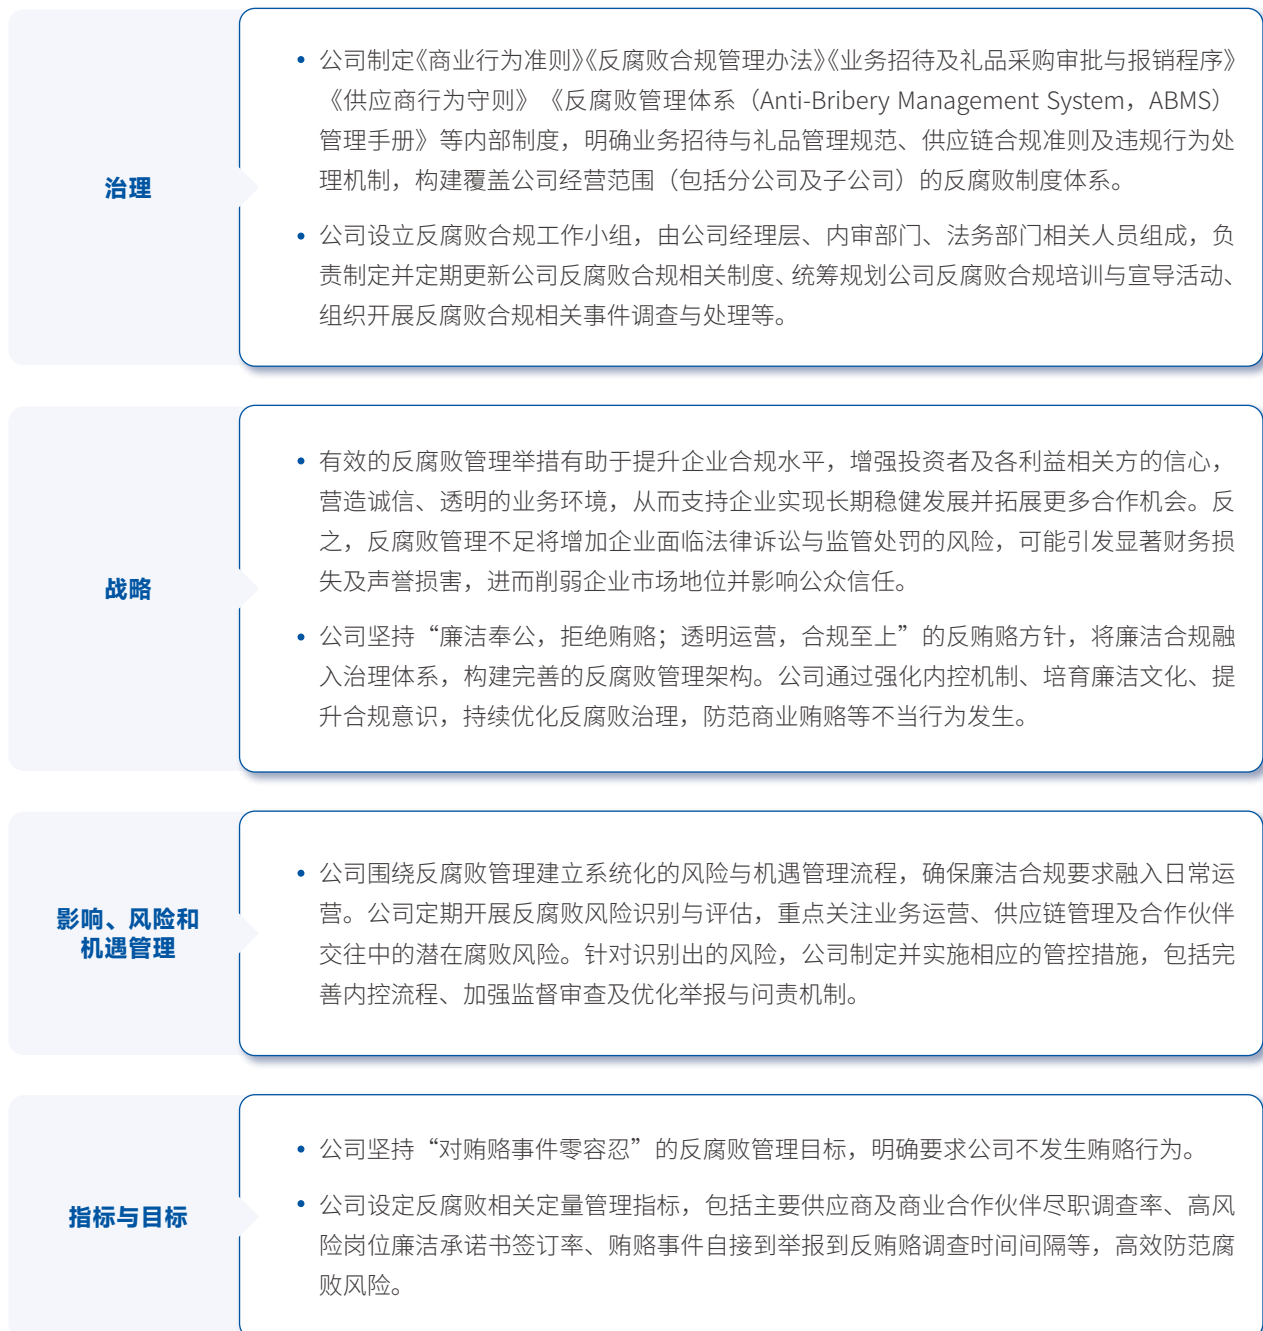 治理
• 公司制定《商业行为准则》《反腐败合规管理办法》《业务招待及礼品采购审批与报销程序》
《供应商行为守则》《反腐败管理体系（Anti-Bribery Management System，ABMS）
管理手册》等内部制度，明确业务招待与礼品管理规范、供应链合规准则及违规行为处
理机制，构建覆盖公司经营范围（包括分公司及子公司）的反腐败制度体系。
• 公司设立反腐败合规工作小组，由公司经理层、内审部门、法务部门相关人员组成，负
责制定并定期更新公司反腐败合规相关制度、统筹规划公司反腐败合规培训与宣导活动、
组织开展反腐败合规相关事件调查与处理等。
战略
• 有效的反腐败管理举措有助于提升企业合规水平，增强投资者及各利益相关方的信心，
营造诚信、透明的业务环境，从而支持企业实现长期稳健发展并拓展更多合作机会。反
之，反腐败管理不足将增加企业面临法律诉讼与监管处罚的风险，可能引发显著财务损
失及声誉损害，进而削弱企业市场地位并影响公众信任。
• 公司坚持“廉洁奉公，拒绝贿赂；透明运营，合规至上”的反贿赂方针，将廉洁合规融
入治理体系，构建完善的反腐败管理架构。公司通过强化内控机制、培育廉洁文化、提
升合规意识，持续优化反腐败治理，防范商业贿赂等不当行为发生。
影响、风险和
机遇管理
• 公司围绕反腐败管理建立系统化的风险与机遇管理流程，确保廉洁合规要求融入日常运
营。公司定期开展反腐败风险识别与评估，重点关注业务运营、供应链管理及合作伙伴
交往中的潜在腐败风险。针对识别出的风险，公司制定并实施相应的管控措施，包括完
善内控流程、加强监督审查及优化举报与问责机制。
指标与目标
• 公司坚持“对贿赂事件零容忍”的反腐败管理目标，明确要求公司不发生贿赂行为。
• 公司设定反腐败相关定量管理指标，包括主要供应商及商业合作伙伴尽职调查率、高风
险岗位廉洁承诺书签订率、贿赂事件自接到举报到反贿赂调查时间间隔等，高效防范腐
败风险。